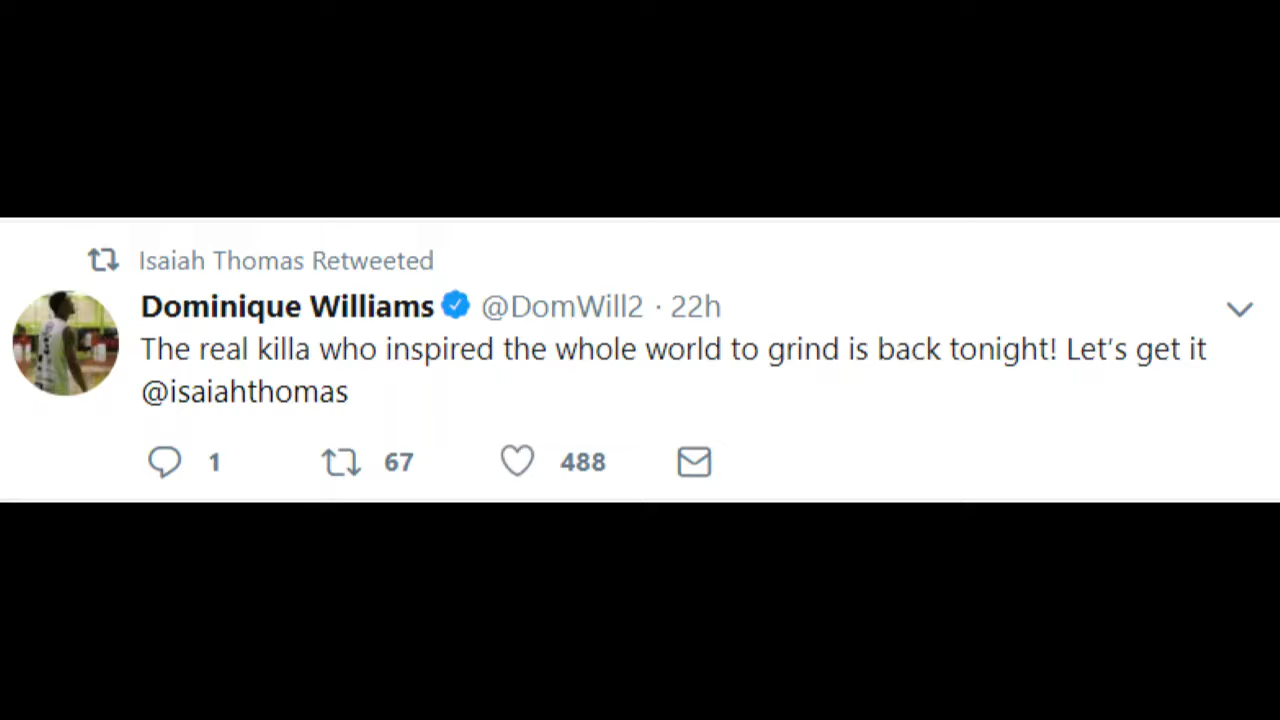 Isaiah Thomas Retweeted
Dominique Williams @DomWill2 · 22h
The real killa who inspired the whole world to grind is back tonight! Let's get it
@isaiahthomas
1 67 488